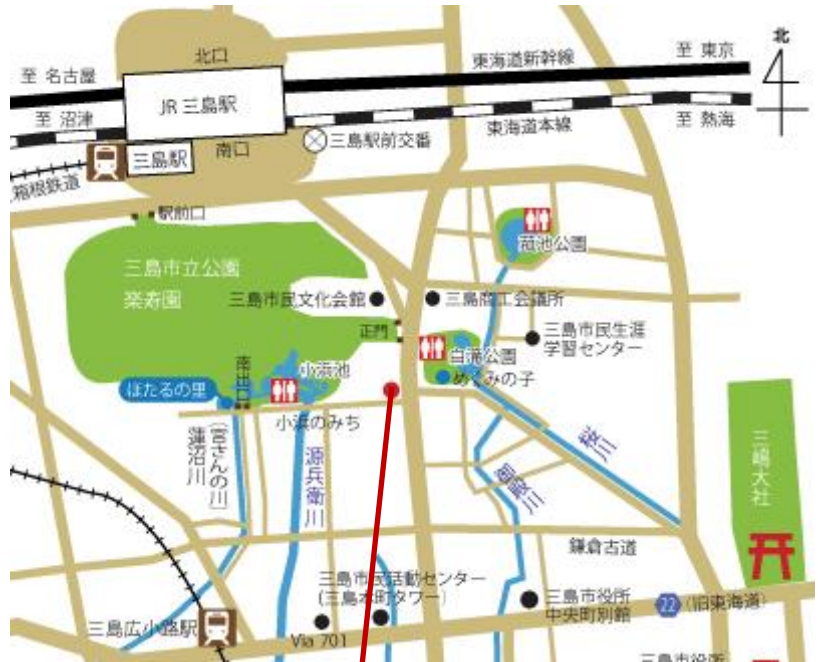 北口
東海道新幹線
至 東京
北
至 名古屋
JR 三島駅
至 沼津
東海道本線
至 熱海
南口
三島駅前交番
三島駅
箱根鉄道
駅前口
菰池公園
三島市立公園
楽寿園
三島市民文化会館
三島商工会議所
正門
三島市民生涯
学習センター
白滝公園
小浜池
めぐみの子
南田口
ほたるの里
小浜のみち
(宮さんの川)
蓮沼川
源兵衛川
桜川
御殿川
三嶋大社
鎌倉古道
三島市民活動センター
(三島本町タワー)
三島市役所
中央町別館
22
(旧東海道)
三島広小路駅
Via 701
三島市役所